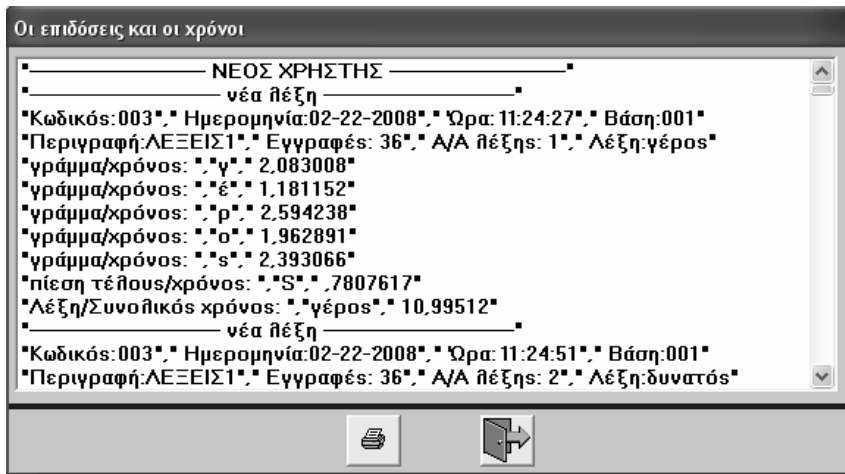 Οι επιδόσεις και οι χρόνοι
"—————————— ΝΕΟΣ ΧΡΗΣΤΗΣ ——————————"
"——————————— νέα λέξη ———————————"
"Κωδικός:003"," Ημερομηνία:02-22-2008"," Ώρα: 11:24:27"," Βάση:001"
"Περιγραφή:ΛΕΞΕΙΣ1"," Εγγραφές: 36"," Α/Α λέξης: 1"," Λέξη:γέρος"
"γράμμα/χρόνος: ","γ"," 2,083008"
"γράμμα/χρόνος: ","έ"," 1,181152"
"γράμμα/χρόνος: ","ρ"," 2,594238"
"γράμμα/χρόνος: ","ο"," 1,962891"
"γράμμα/χρόνος: ","ς"," 2,393066"
"πίεση τέλους/χρόνος: ","S"," ,7807617"
"Λέξη/Συνολικός χρόνος: ","γέρος"," 10,99512"
"——————————— νέα λέξη ———————————"
"Κωδικός:003"," Ημερομηνία:02-22-2008"," Ώρα: 11:24:51"," Βάση:001"
"Περιγραφή:ΛΕΞΕΙΣ1"," Εγγραφές: 36"," Α/Α λέξης: 2"," Λέξη:δυνατός"